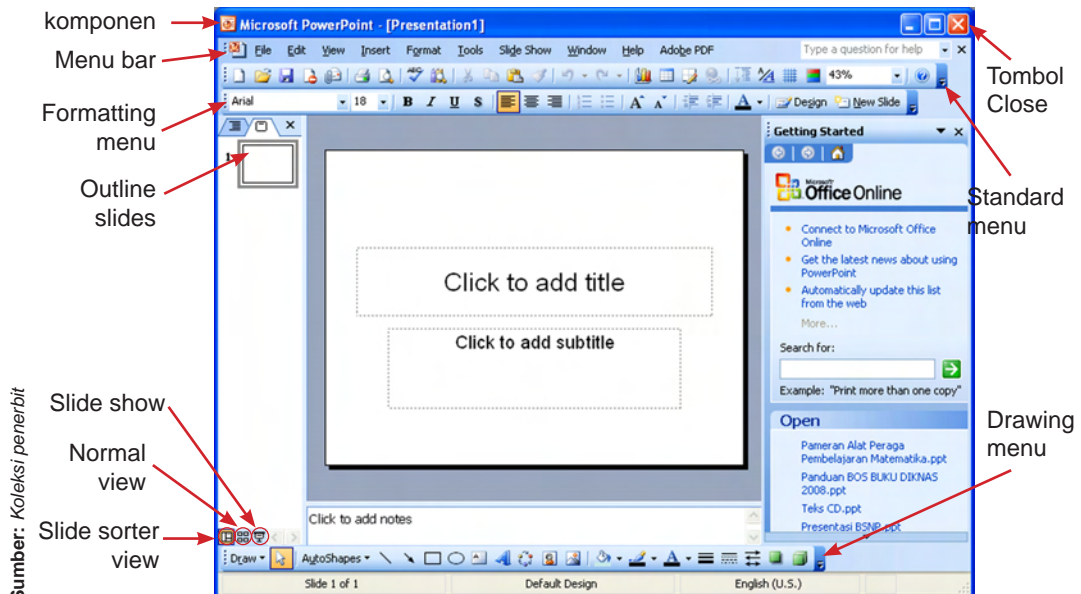 komponen
Menu bar
Formatting
menu
Outline
slides
Slide show
Normal
view
Slide sorter
view
Sumber: Koleksi penerbit
Microsoft PowerPoint - [Presentation1]
File Edit View Insert Format Tools Slide Show Window Help Adobe PDF
Type a question for help
43%
Arial 18 B I U S A A A Design New Slide
1
Click to add title
Click to add subtitle
Click to add notes
Getting Started
Microsoft
Office Online
Connect to Microsoft Office
Online
Get the latest news about using
PowerPoint
Automatically update this list
from the web
More...
Search for:
Example: "Print more than one copy"
Open
Pameran Alat Peraga
Pembelajaran Matematika.ppt
Panduan BOS BUKU DIKNAS
2008.ppt
Teks CD.ppt
Presentasi BSNP.ppt
Draw AutoShapes A A
Slide 1 of 1 Default Design English (U.S.)
Tombol
Close
Standard
menu
Drawing
menu